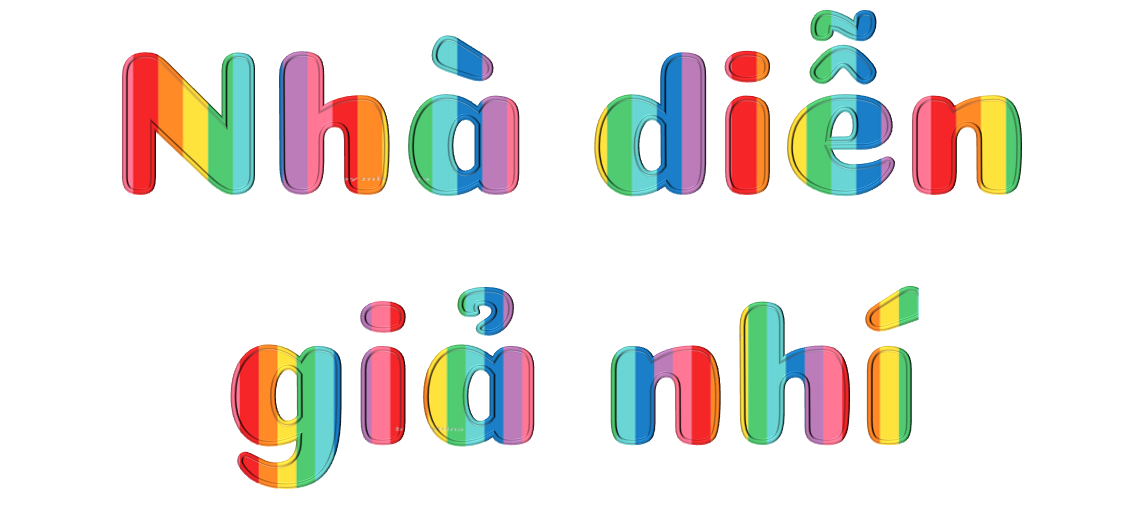 Nhà diễn
giả nhí